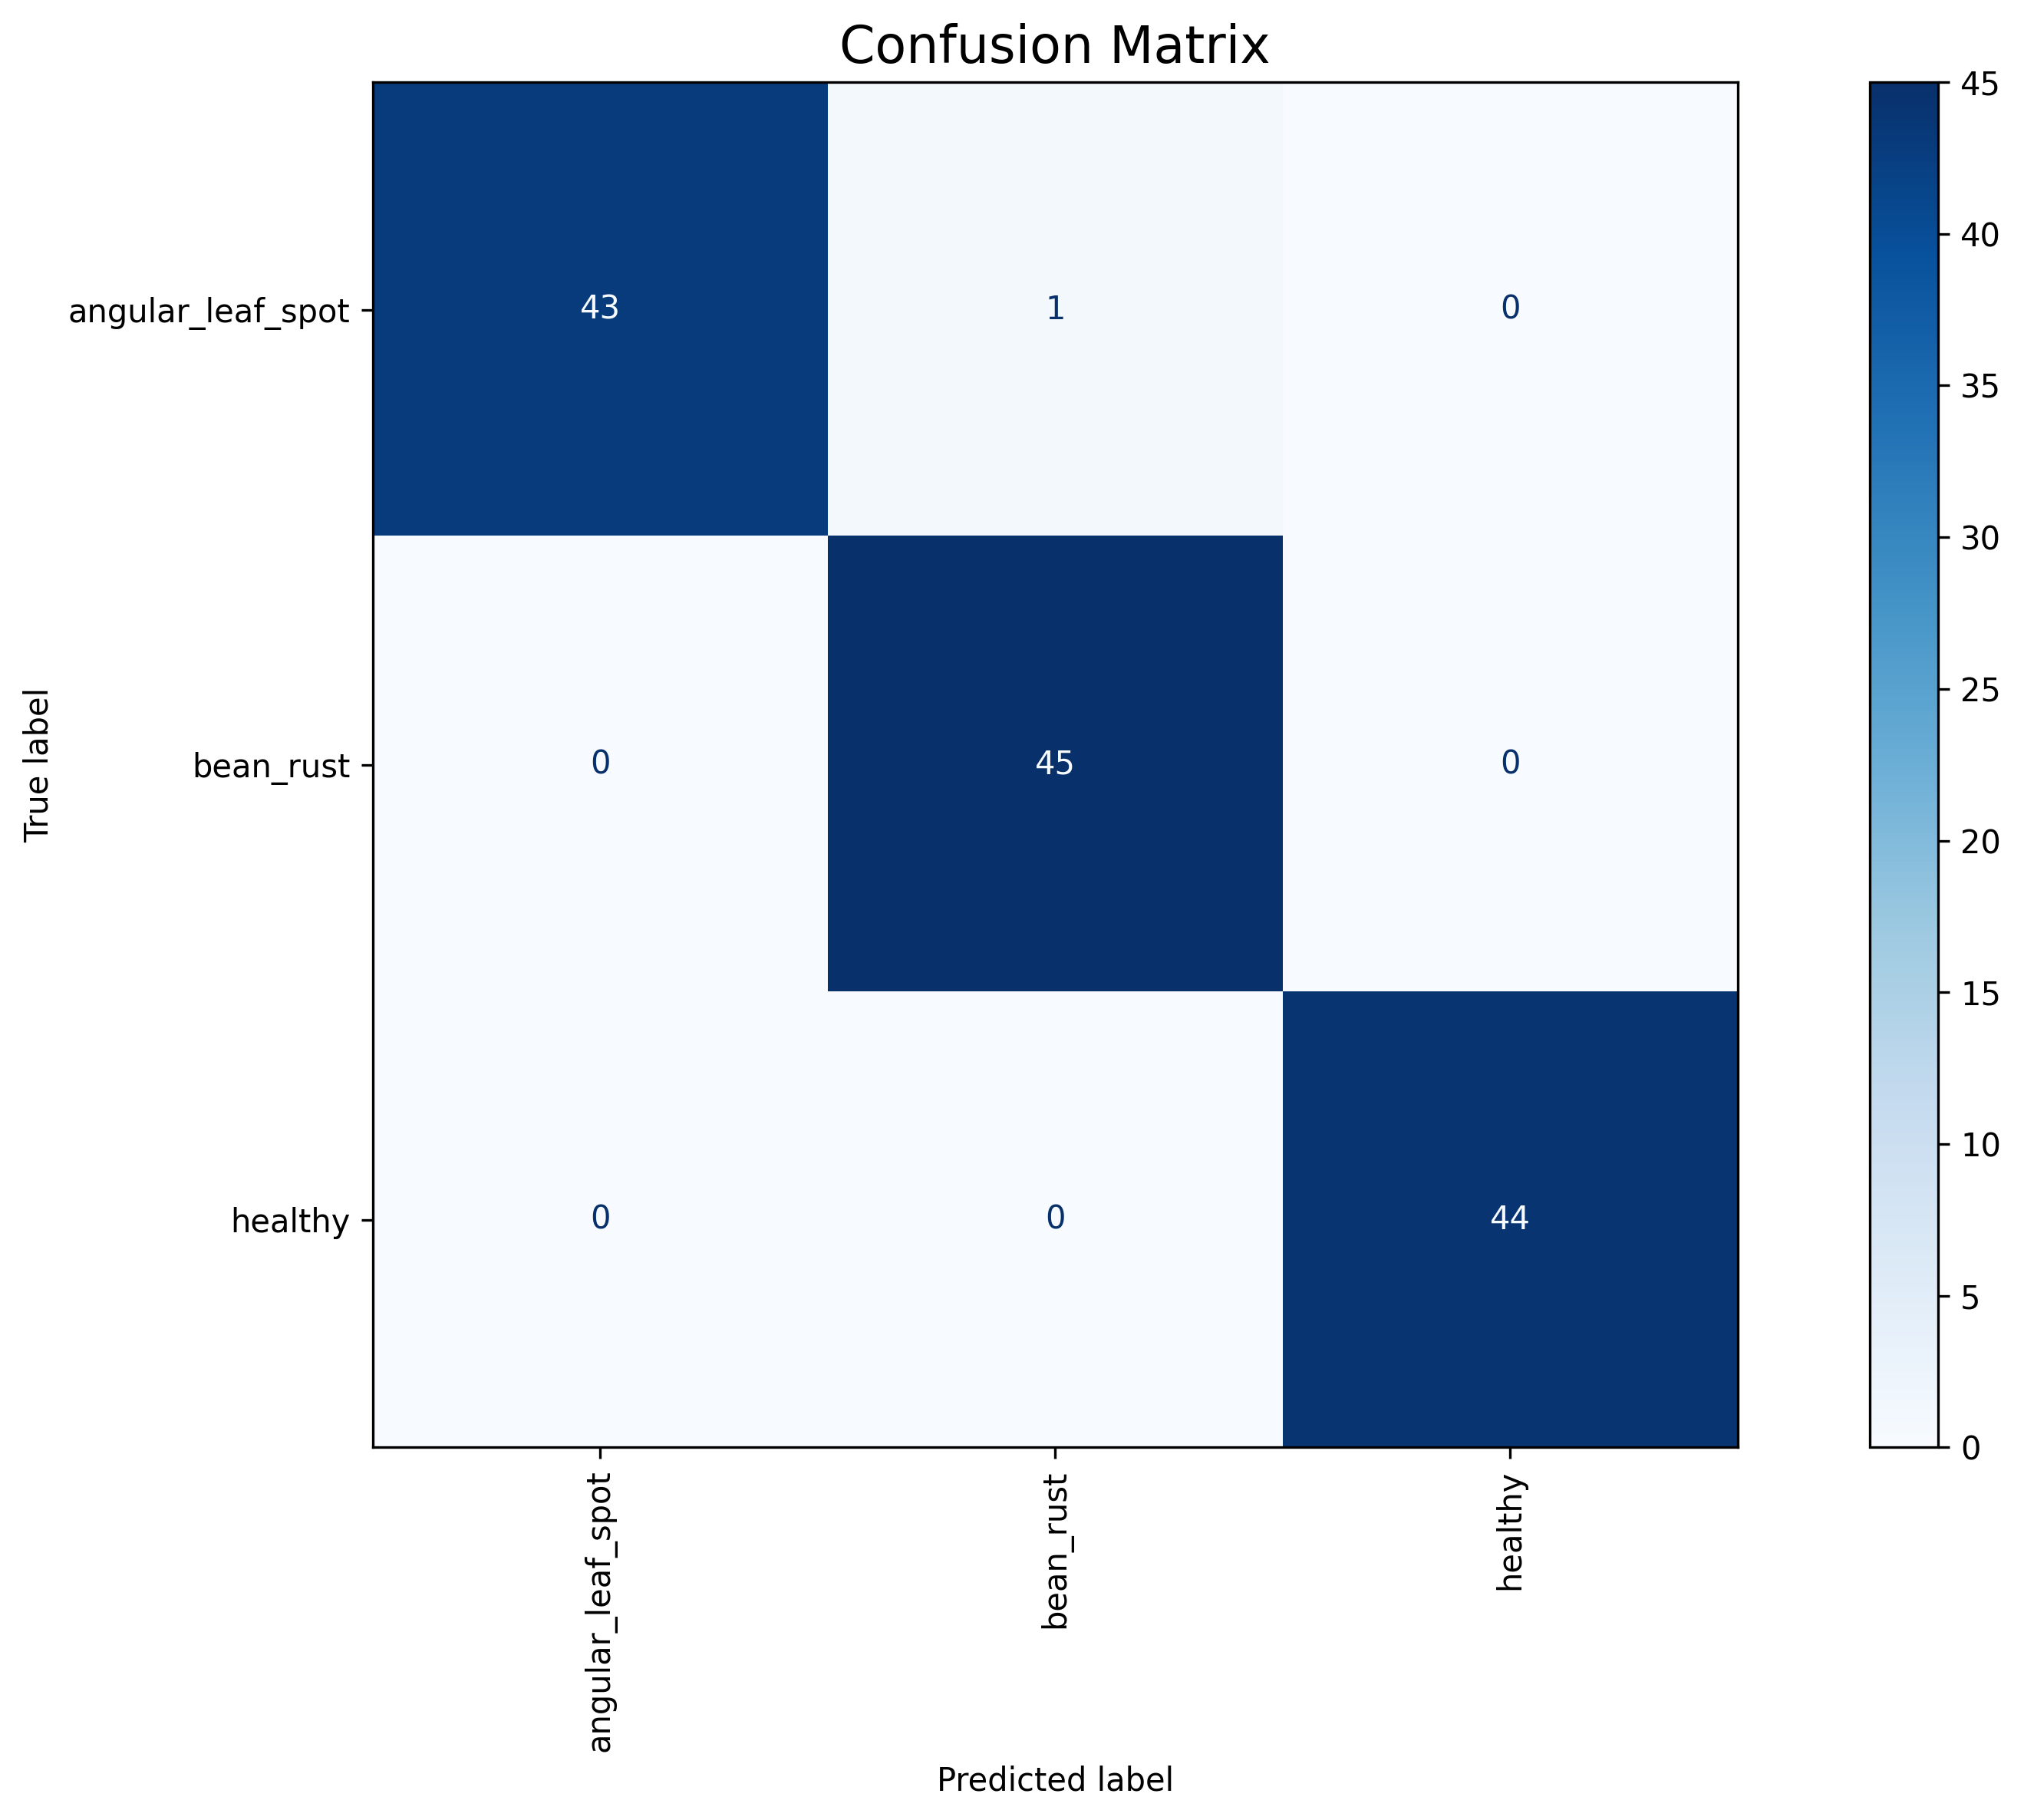 Confusion Matrix
True label
angular_leaf_spot
43
1
0
bean_rust
0
45
0
healthy
0
0
44
angular_leaf_spot
bean_rust
healthy
Predicted label
45
40
35
30
25
20
15
10
5
0